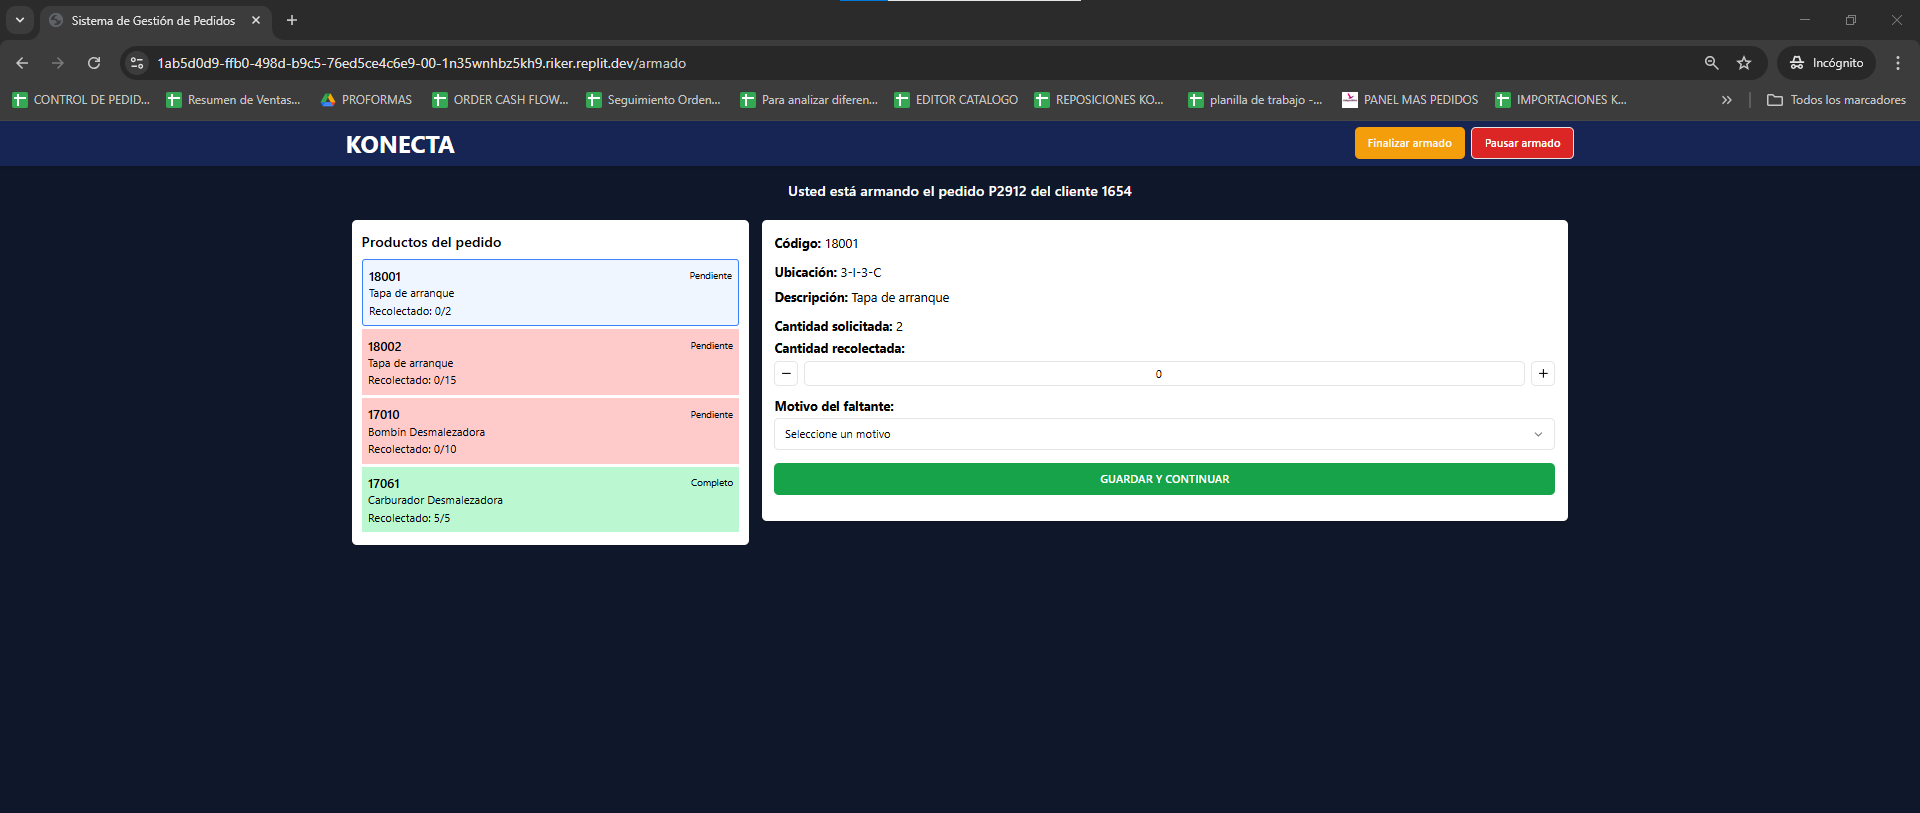 Sistema de Gestión de Pedidos
1ab5d0d9-ffb0-498d-b9c5-76ed5ce4c6e9-00-1n35wnhbz5kh9.riker.replit.dev/armado
Incógnito
CONTROL DE PEDID...
Resumen de Ventas...
PROFORMAS
ORDER CASH FLOW...
Seguimiento Orden...
Para analizar diferen...
EDITOR CATALOGO
REPOSICIONES KO...
planilla de trabajo -...
PANEL MAS PEDIDOS
IMPORTACIONES K...
Todos los marcadores
KONECTA
Finalizar armado
Pausar armado
Usted está armando el pedido P2912 del cliente 1654
Productos del pedido
18001
Pendiente
Tapa de arranque
Recolectado: 0/2
18002
Pendiente
Tapa de arranque
Recolectado: 0/15
17010
Pendiente
Bombin Desmalezadora
Recolectado: 0/10
17061
Completo
Carburador Desmalezadora
Recolectado: 5/5
Código: 18001
Ubicación: 3-I-3-C
Descripción: Tapa de arranque
Cantidad solicitada: 2
Cantidad recolectada:
− 0 +
Motivo del faltante:
Seleccione un motivo
GUARDAR Y CONTINUAR